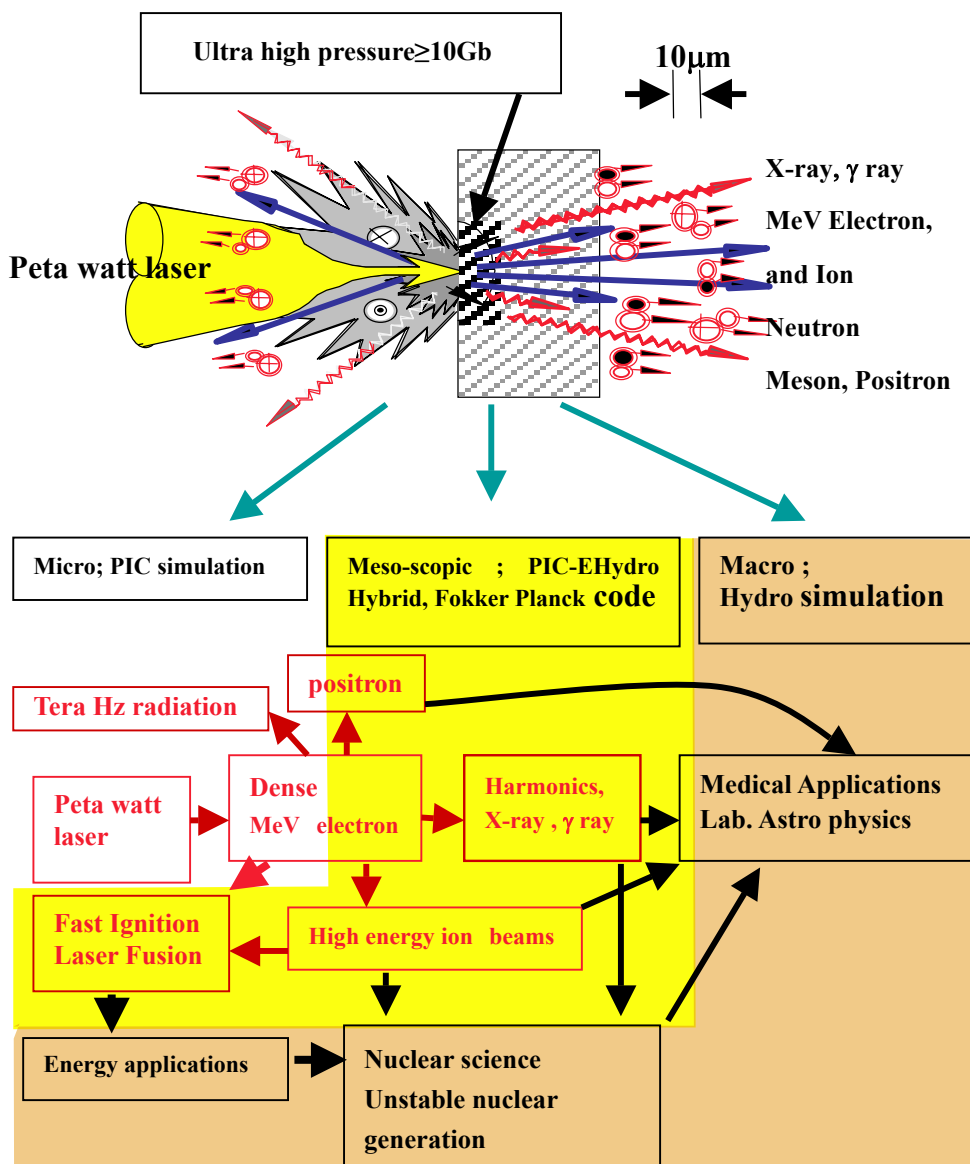 Ultra high pressure≥10Gb
10μm
Peta watt laser
X-ray, γ ray
MeV Electron,
and Ion
Neutron
Meson, Positron
Micro; PIC simulation
Meso-scopic ; PIC-EHydro
Hybrid, Fokker Planck code
Macro ;
Hydro simulation
positron
Tera Hz radiation
Peta watt
laser
Dense
MeV electron
Harmonics,
X-ray , γ ray
Medical Applications
Lab. Astro physics
Fast Ignition
Laser Fusion
High energy ion beams
Energy applications
Nuclear science
Unstable nuclear
generation